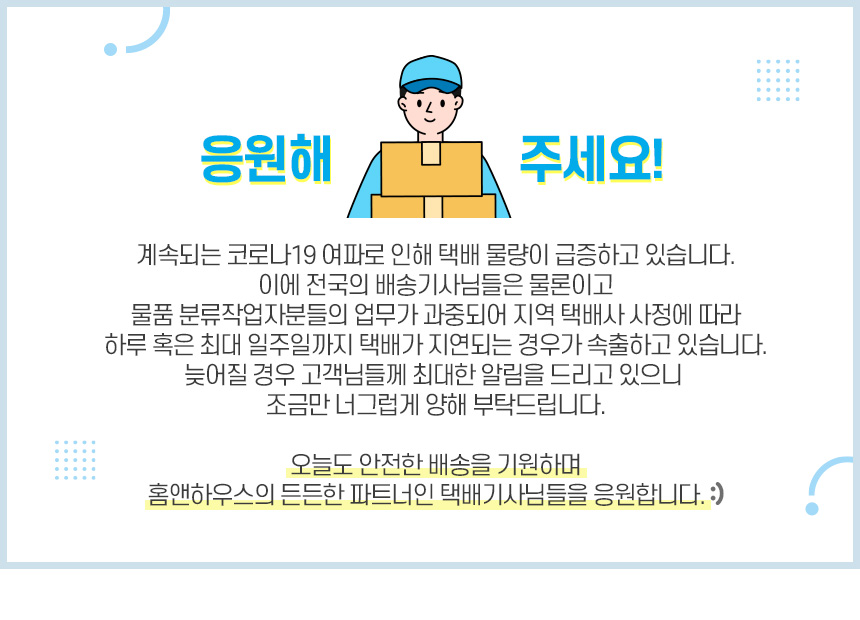 응원해 주세요!
계속되는 코로나19 여파로 인해 택배 물량이 급증하고 있습니다.
이에 전국의 배송기사님들은 물론이고
물품 분류작업자분들의 업무가 과중되어 지역 택배사 사정에 따라
하루 혹은 최대 일주일까지 택배가 지연되는 경우가 속출하고 있습니다.
늦어질 경우 고객님들께 최대한 알림을 드리고 있으니
조금만 너그럽게 양해 부탁드립니다.
오늘도 안전한 배송을 기원하며
홈앤하우스의 든든한 파트너인 택배기사님들을 응원합니다. :)